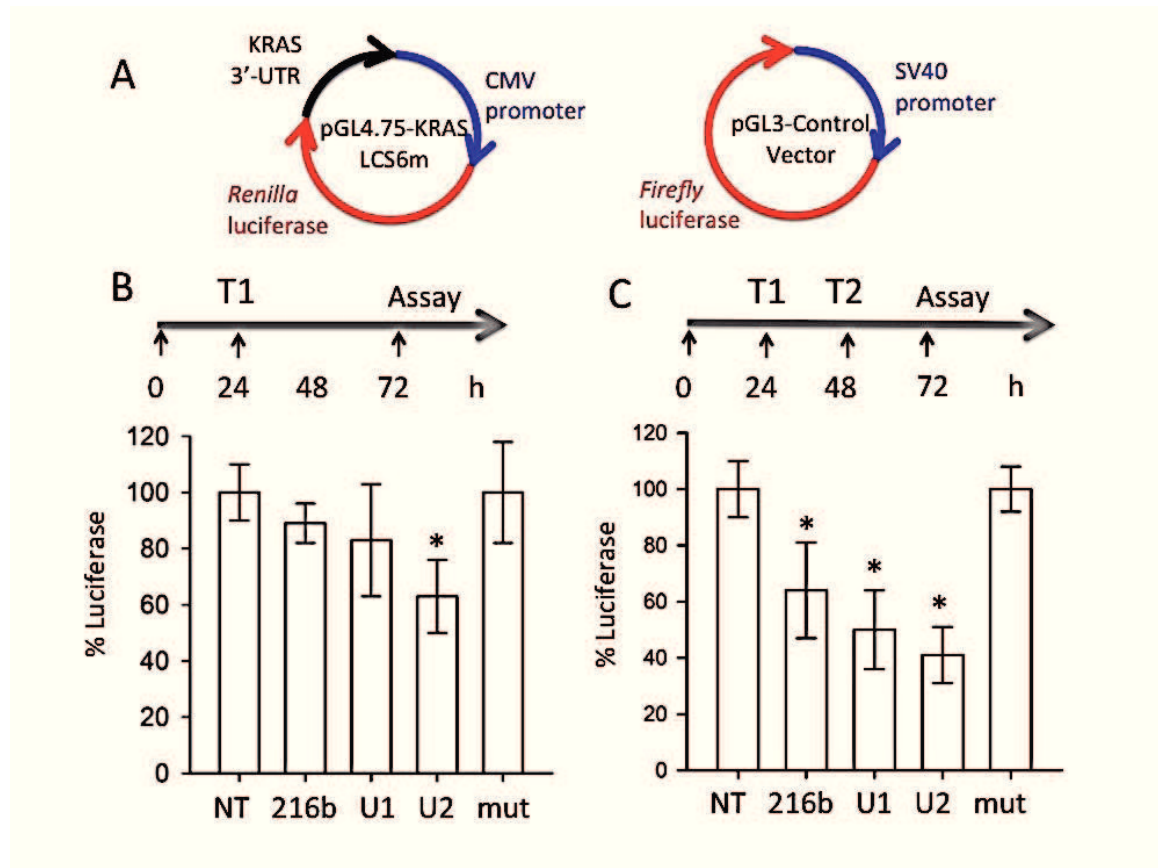 A
KRAS
3'-UTR
CMV
promoter
pGL4.75-KRAS
LCS6m
Renilla
luciferase
SV40
promoter
pGL3-Control
Vector
Firefly
luciferase
B
T1
Assay
0 24 48 72 h
% Luciferase
120
100
80
60
40
20
0
*
NT 216b U1 U2 mut
C
T1 T2 Assay
0 24 48 72 h
% Luciferase
120
100
80
60
40
20
0
* * *
NT 216b U1 U2 mut